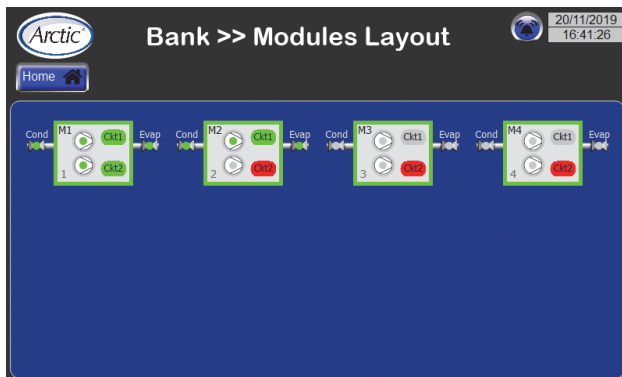 Arctic
Bank >> Modules Layout
20/11/2019
16:41:26
Home
Cond M1 Ckt1 Evap Cond M2 Ckt1 Evap Cond M3 Ckt1 Evap Cond M4 Ckt1 Evap
1 Ckt2 2 Ckt2 3 Ckt2 4 Ckt2